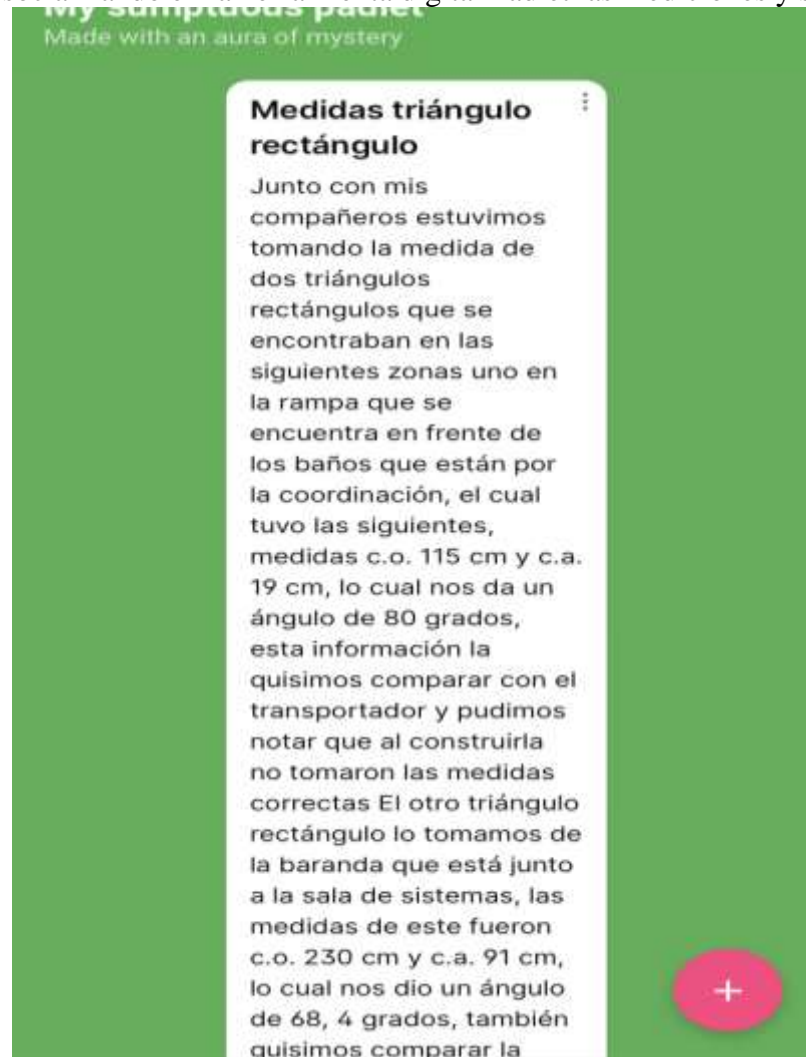 My sumptuous padlet
Made with an aura of mystery
Medidas triángulo
rectángulo
Junto con mis
compañeros estuvimos
tomando la medida de
dos triángulos
rectángulos que se
encontraban en las
siguientes zonas uno en
la rampa que se
encuentra en frente de
los baños que están por
la coordinación, el cual
tuvo las siguientes,
medidas c.o. 115 cm y c.a.
19 cm, lo cual nos da un
ángulo de 80 grados,
esta información la
quisimos comparar con el
transportador y pudimos
notar que al construirla
no tomaron las medidas
correctas El otro triángulo
rectángulo lo tomamos de
la baranda que está junto
a la sala de sistemas, las
medidas de este fueron
c.o. 230 cm y c.a. 91 cm,
lo cual nos dio un ángulo
de 68, 4 grados, también
quisimos comparar la